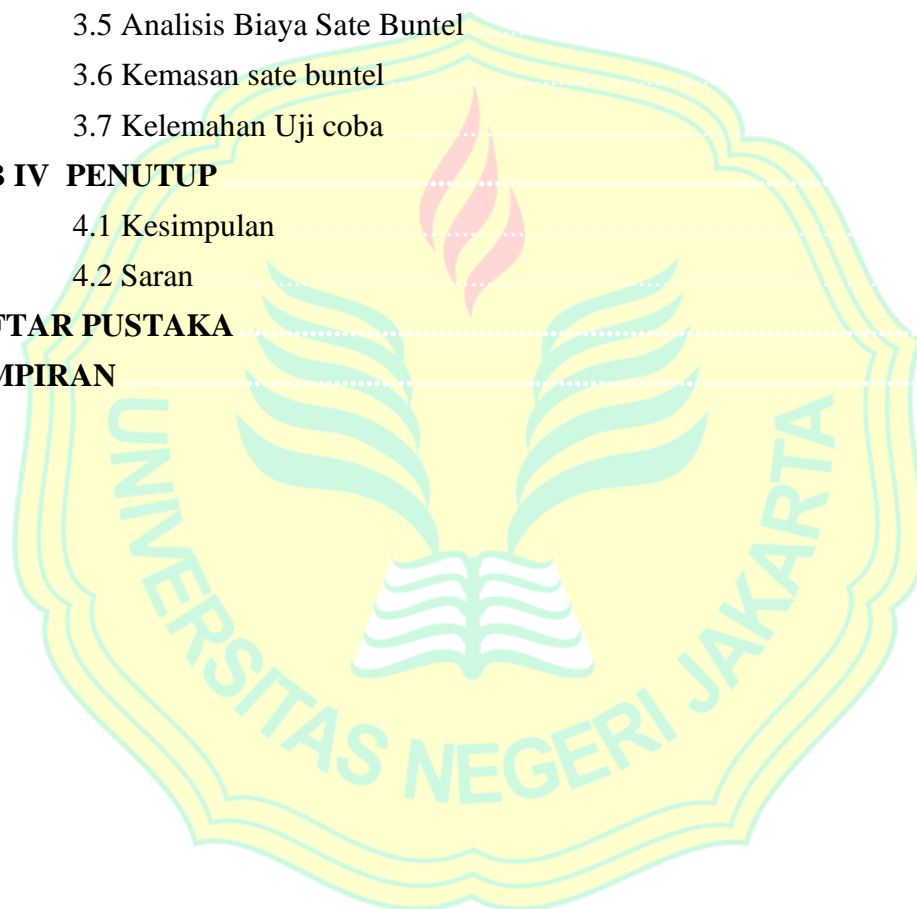 3.5 Analisis Biaya Sate Buntel
3.6 Kemasan sate buntel
3.7 Kelemahan Uji coba
IV PENUTUP
4.1 Kesimpulan
4.2 Saran
FTAR PUSTAKA
MPIRAN
UNIVERSITAS NEGERI JAKARTA